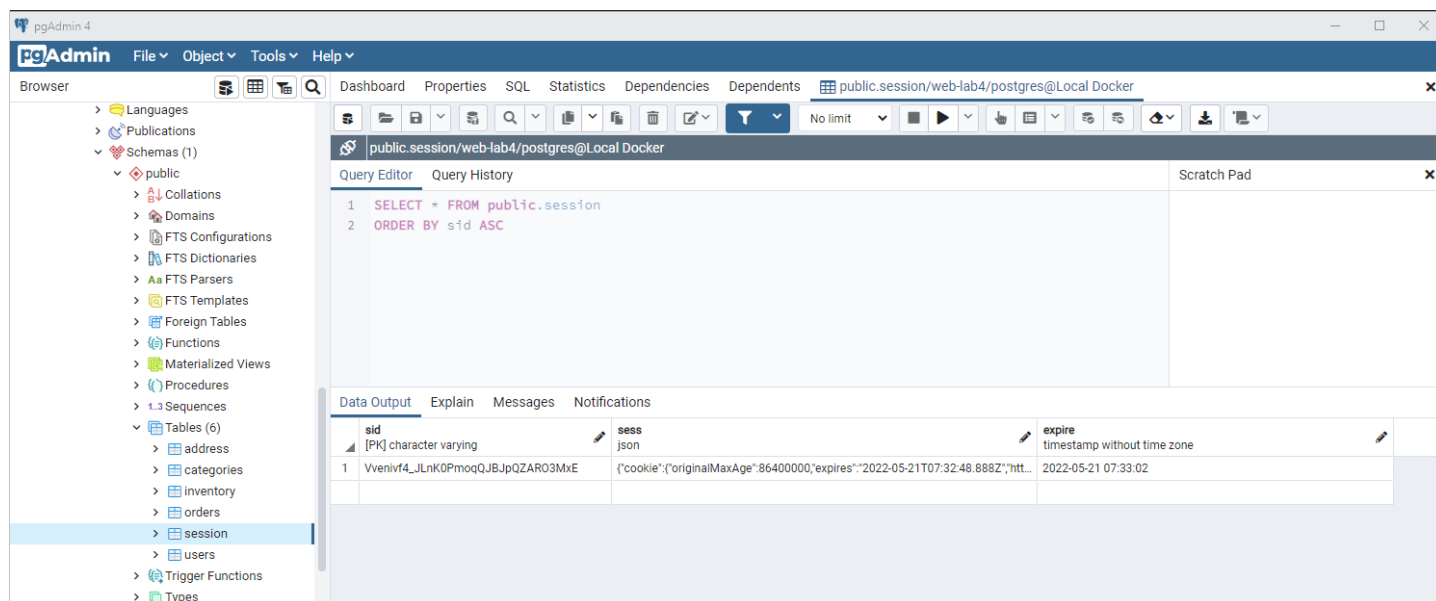 pgAdmin 4
pgAdmin File Object Tools Help
Browser
Languages
Publications
Schemas (1)
public
Collations
Domains
FTS Configurations
FTS Dictionaries
Aa FTS Parsers
FTS Templates
Foreign Tables
Functions
Materialized Views
Procedures
1..3 Sequences
Tables (6)
address
categories
inventory
orders
session
users
Trigger Functions
Types
Dashboard Properties SQL Statistics Dependencies Dependents public.session/web-lab4/postgres@Local Docker
No limit
public.session/web-lab4/postgres@Local Docker
Query Editor Query History
Scratch Pad
1 SELECT * FROM public.session
2 ORDER BY sid ASC
Data Output Explain Messages Notifications
sid sess expire
[PK] character varying json timestamp without time zone
1 Vvenivf4_JLnK0PmoqQJBJpQZARO3MxE {"cookie":{"originalMaxAge":86400000,"expires":"2022-05-21T07:32:48.888Z","htt... 2022-05-21 07:33:02